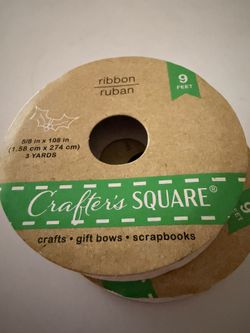 ribbon
ruban
9
FEET
5/8 in x 108 in
(1.58 cm x 274 cm)
3 YARDS
Crafter's SQUARE®
crafts • gift bows • scrapbooks
9